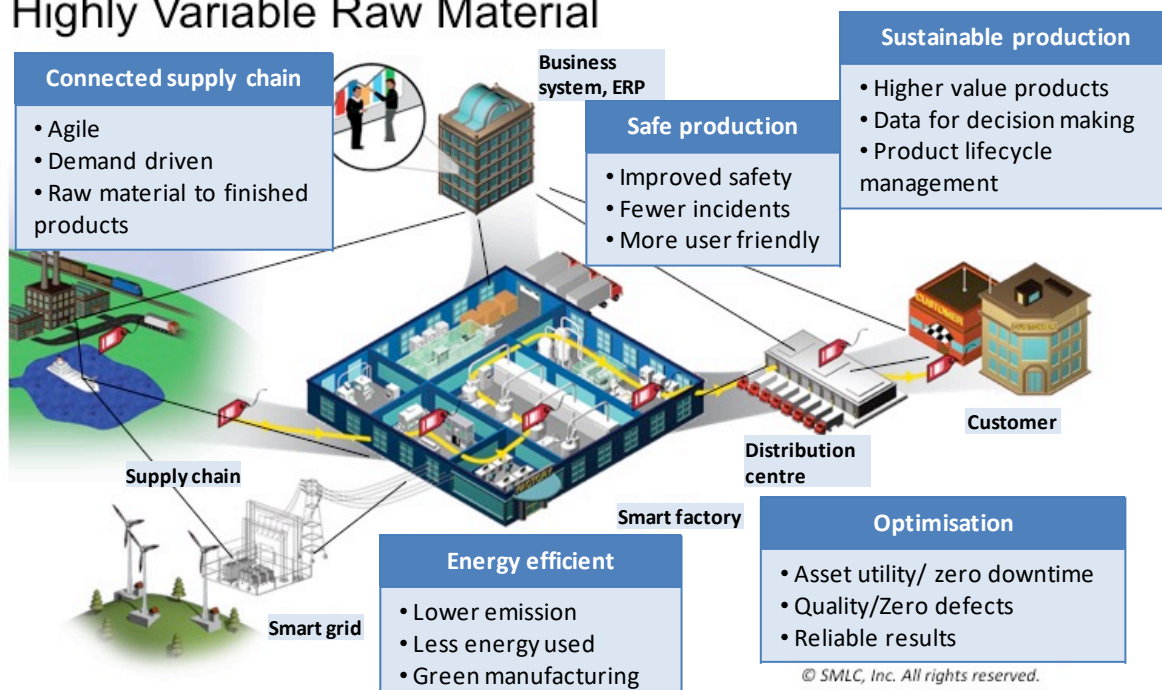 Highly Variable Raw Material
Connected supply chain
• Agile
• Demand driven
• Raw material to finished
products
Business
system, ERP
Safe production
• Improved safety
• Fewer incidents
• More user friendly
Sustainable production
• Higher value products
• Data for decision making
• Product lifecycle
management
CUSTOMER
CUSTOMER
Customer
Distribution
centre
Supply chain
FACTORY
Smart factory
Smart grid
Energy efficient
• Lower emission
• Less energy used
• Green manufacturing
Optimisation
• Asset utility/ zero downtime
• Quality/Zero defects
• Reliable results
© SMLC, Inc. All rights reserved.